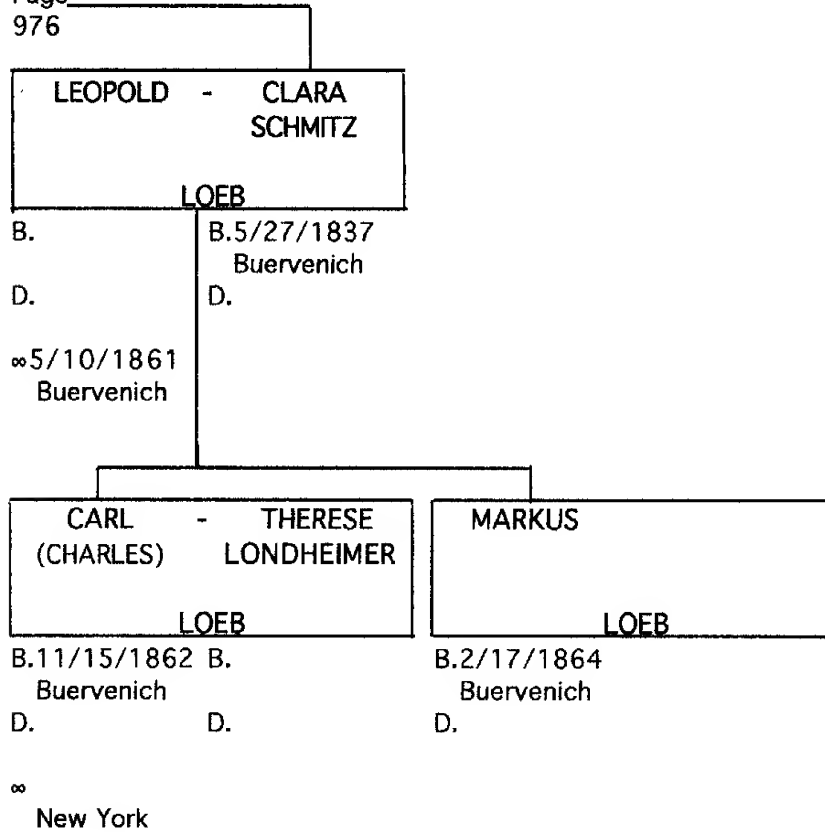 Page
976
LEOPOLD - CLARA
SCHMITZ
LOEB
B. B.5/27/1837
Buervenich
D. D.
∞5/10/1861
Buervenich
CARL - THERESE
(CHARLES) LONDHEIMER
LOEB
B.11/15/1862 B.
Buervenich
D. D.
∞
New York
MARKUS
LOEB
B.2/17/1864
Buervenich
D.